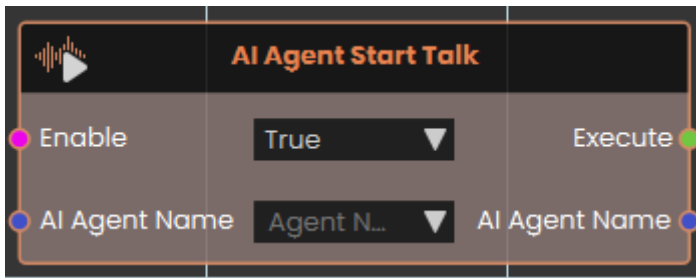 AI Agent Start Talk
Enable True Execute
AI Agent Name Agent N... AI Agent Name